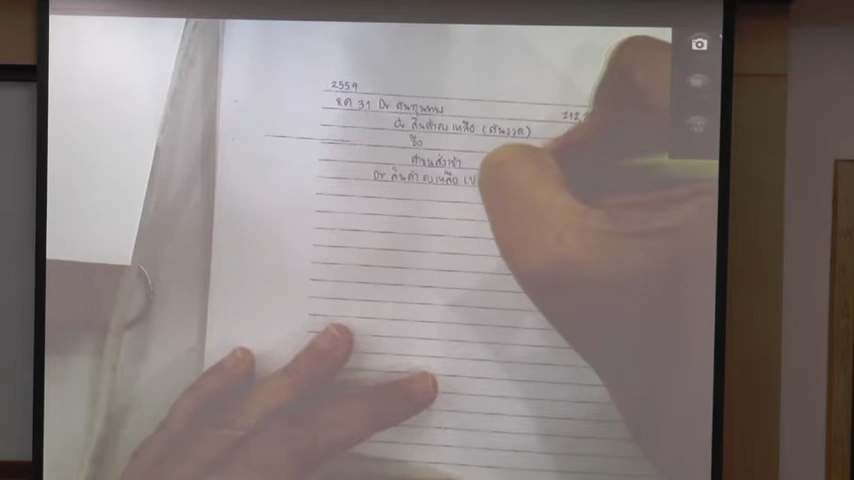 2559
ธค 31 Dr ต้นทุนขาย 212,
Cr สินค้าคงเหลือ (ต้นงวด)
ซื้อ
ค่าขนส่งเข้า
Dr สินค้าคงเหลือ (ป